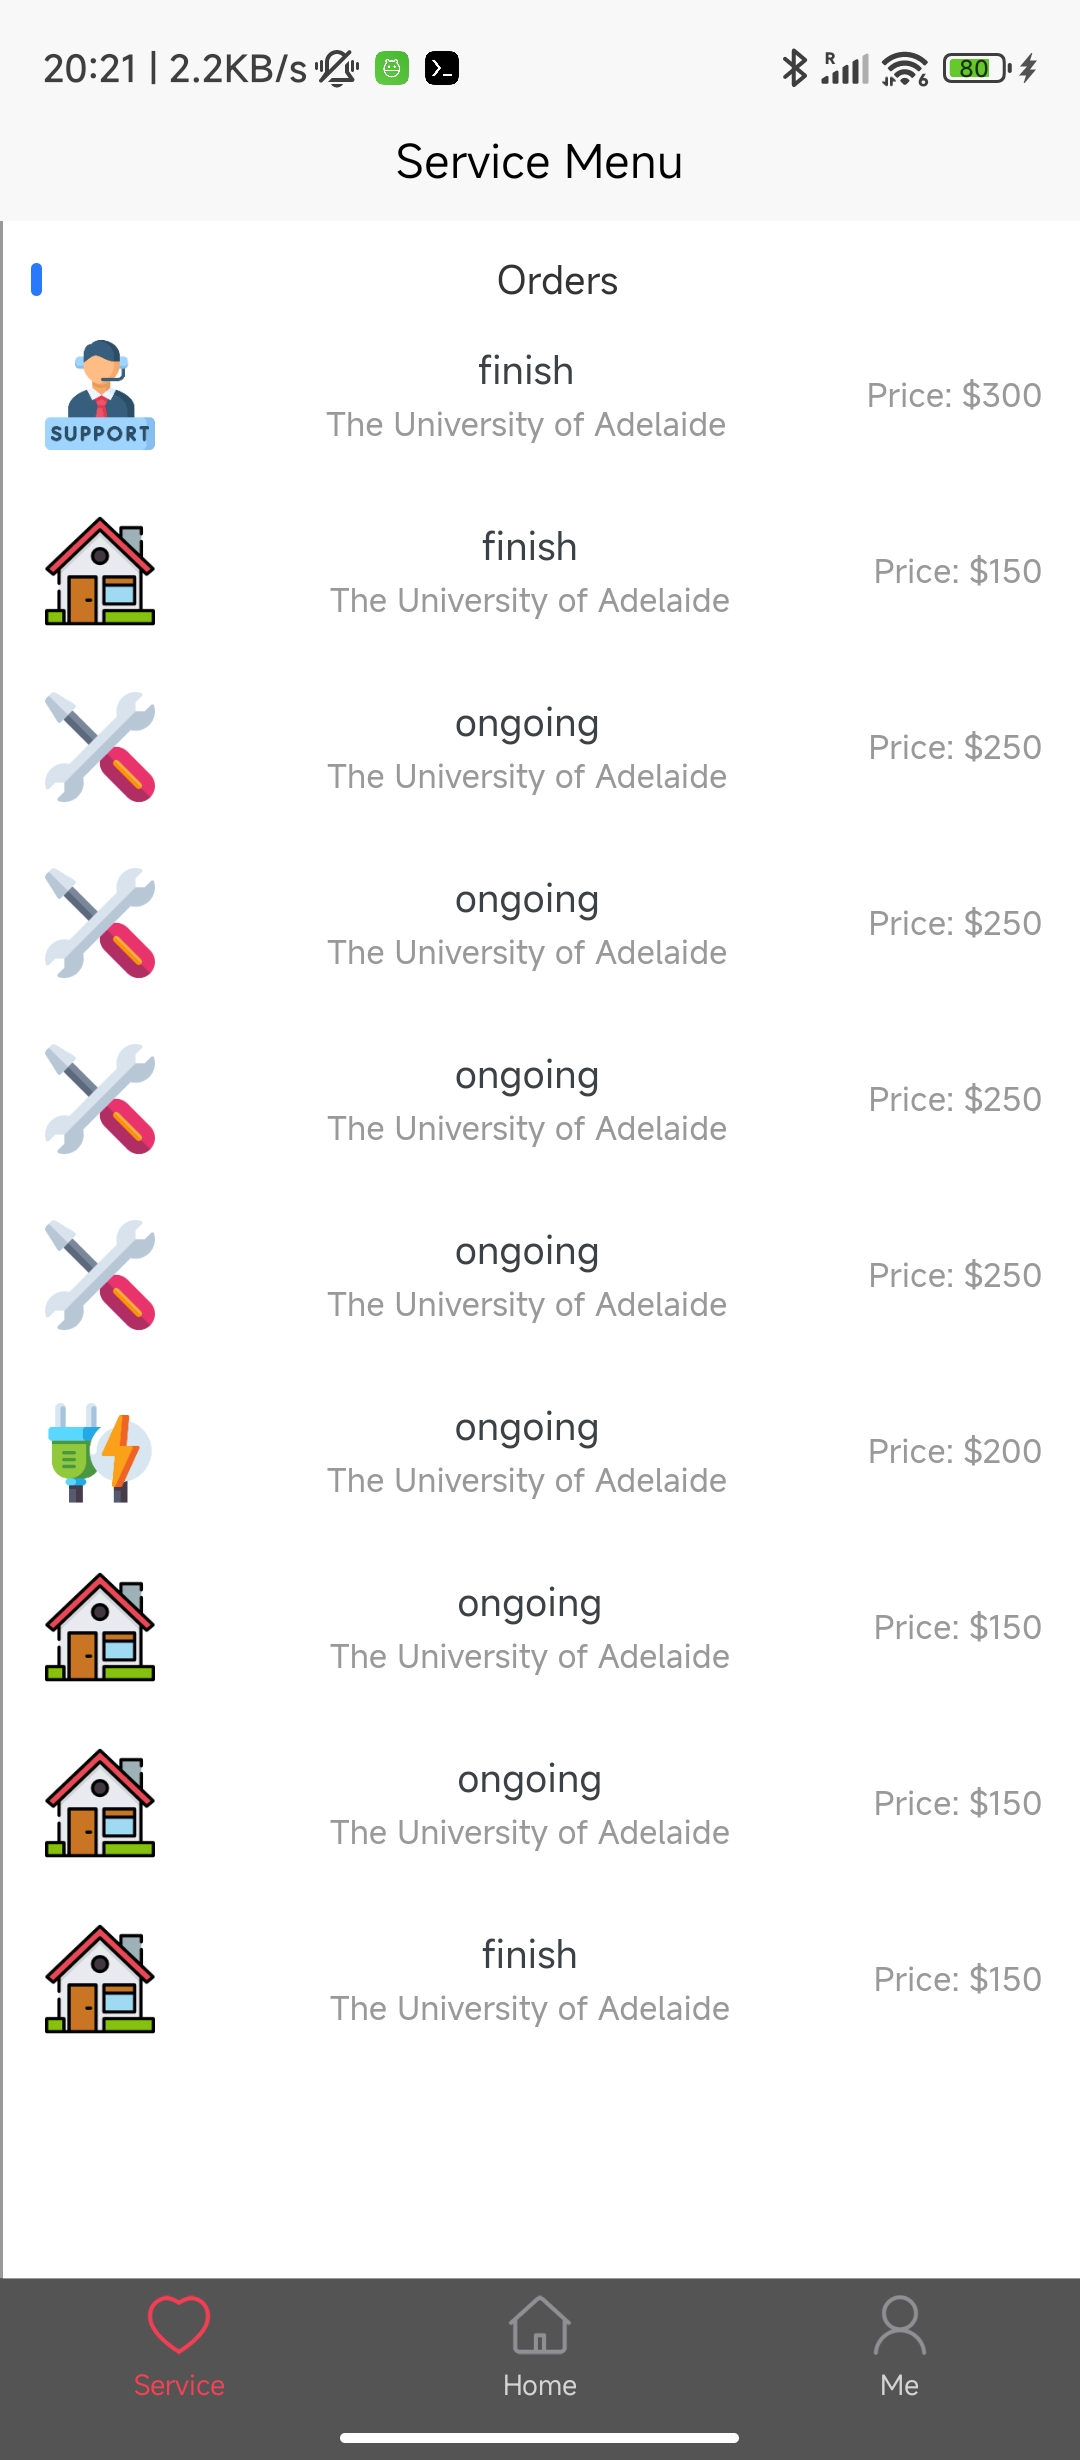 20:21 | 2.2KB/s
R
6
80
Service Menu
Orders
finish
The University of Adelaide
Price: $300
SUPPORT
finish
The University of Adelaide
Price: $150
ongoing
The University of Adelaide
Price: $250
ongoing
The University of Adelaide
Price: $250
ongoing
The University of Adelaide
Price: $250
ongoing
The University of Adelaide
Price: $250
ongoing
The University of Adelaide
Price: $200
ongoing
The University of Adelaide
Price: $150
ongoing
The University of Adelaide
Price: $150
finish
The University of Adelaide
Price: $150
Service
Home
Me